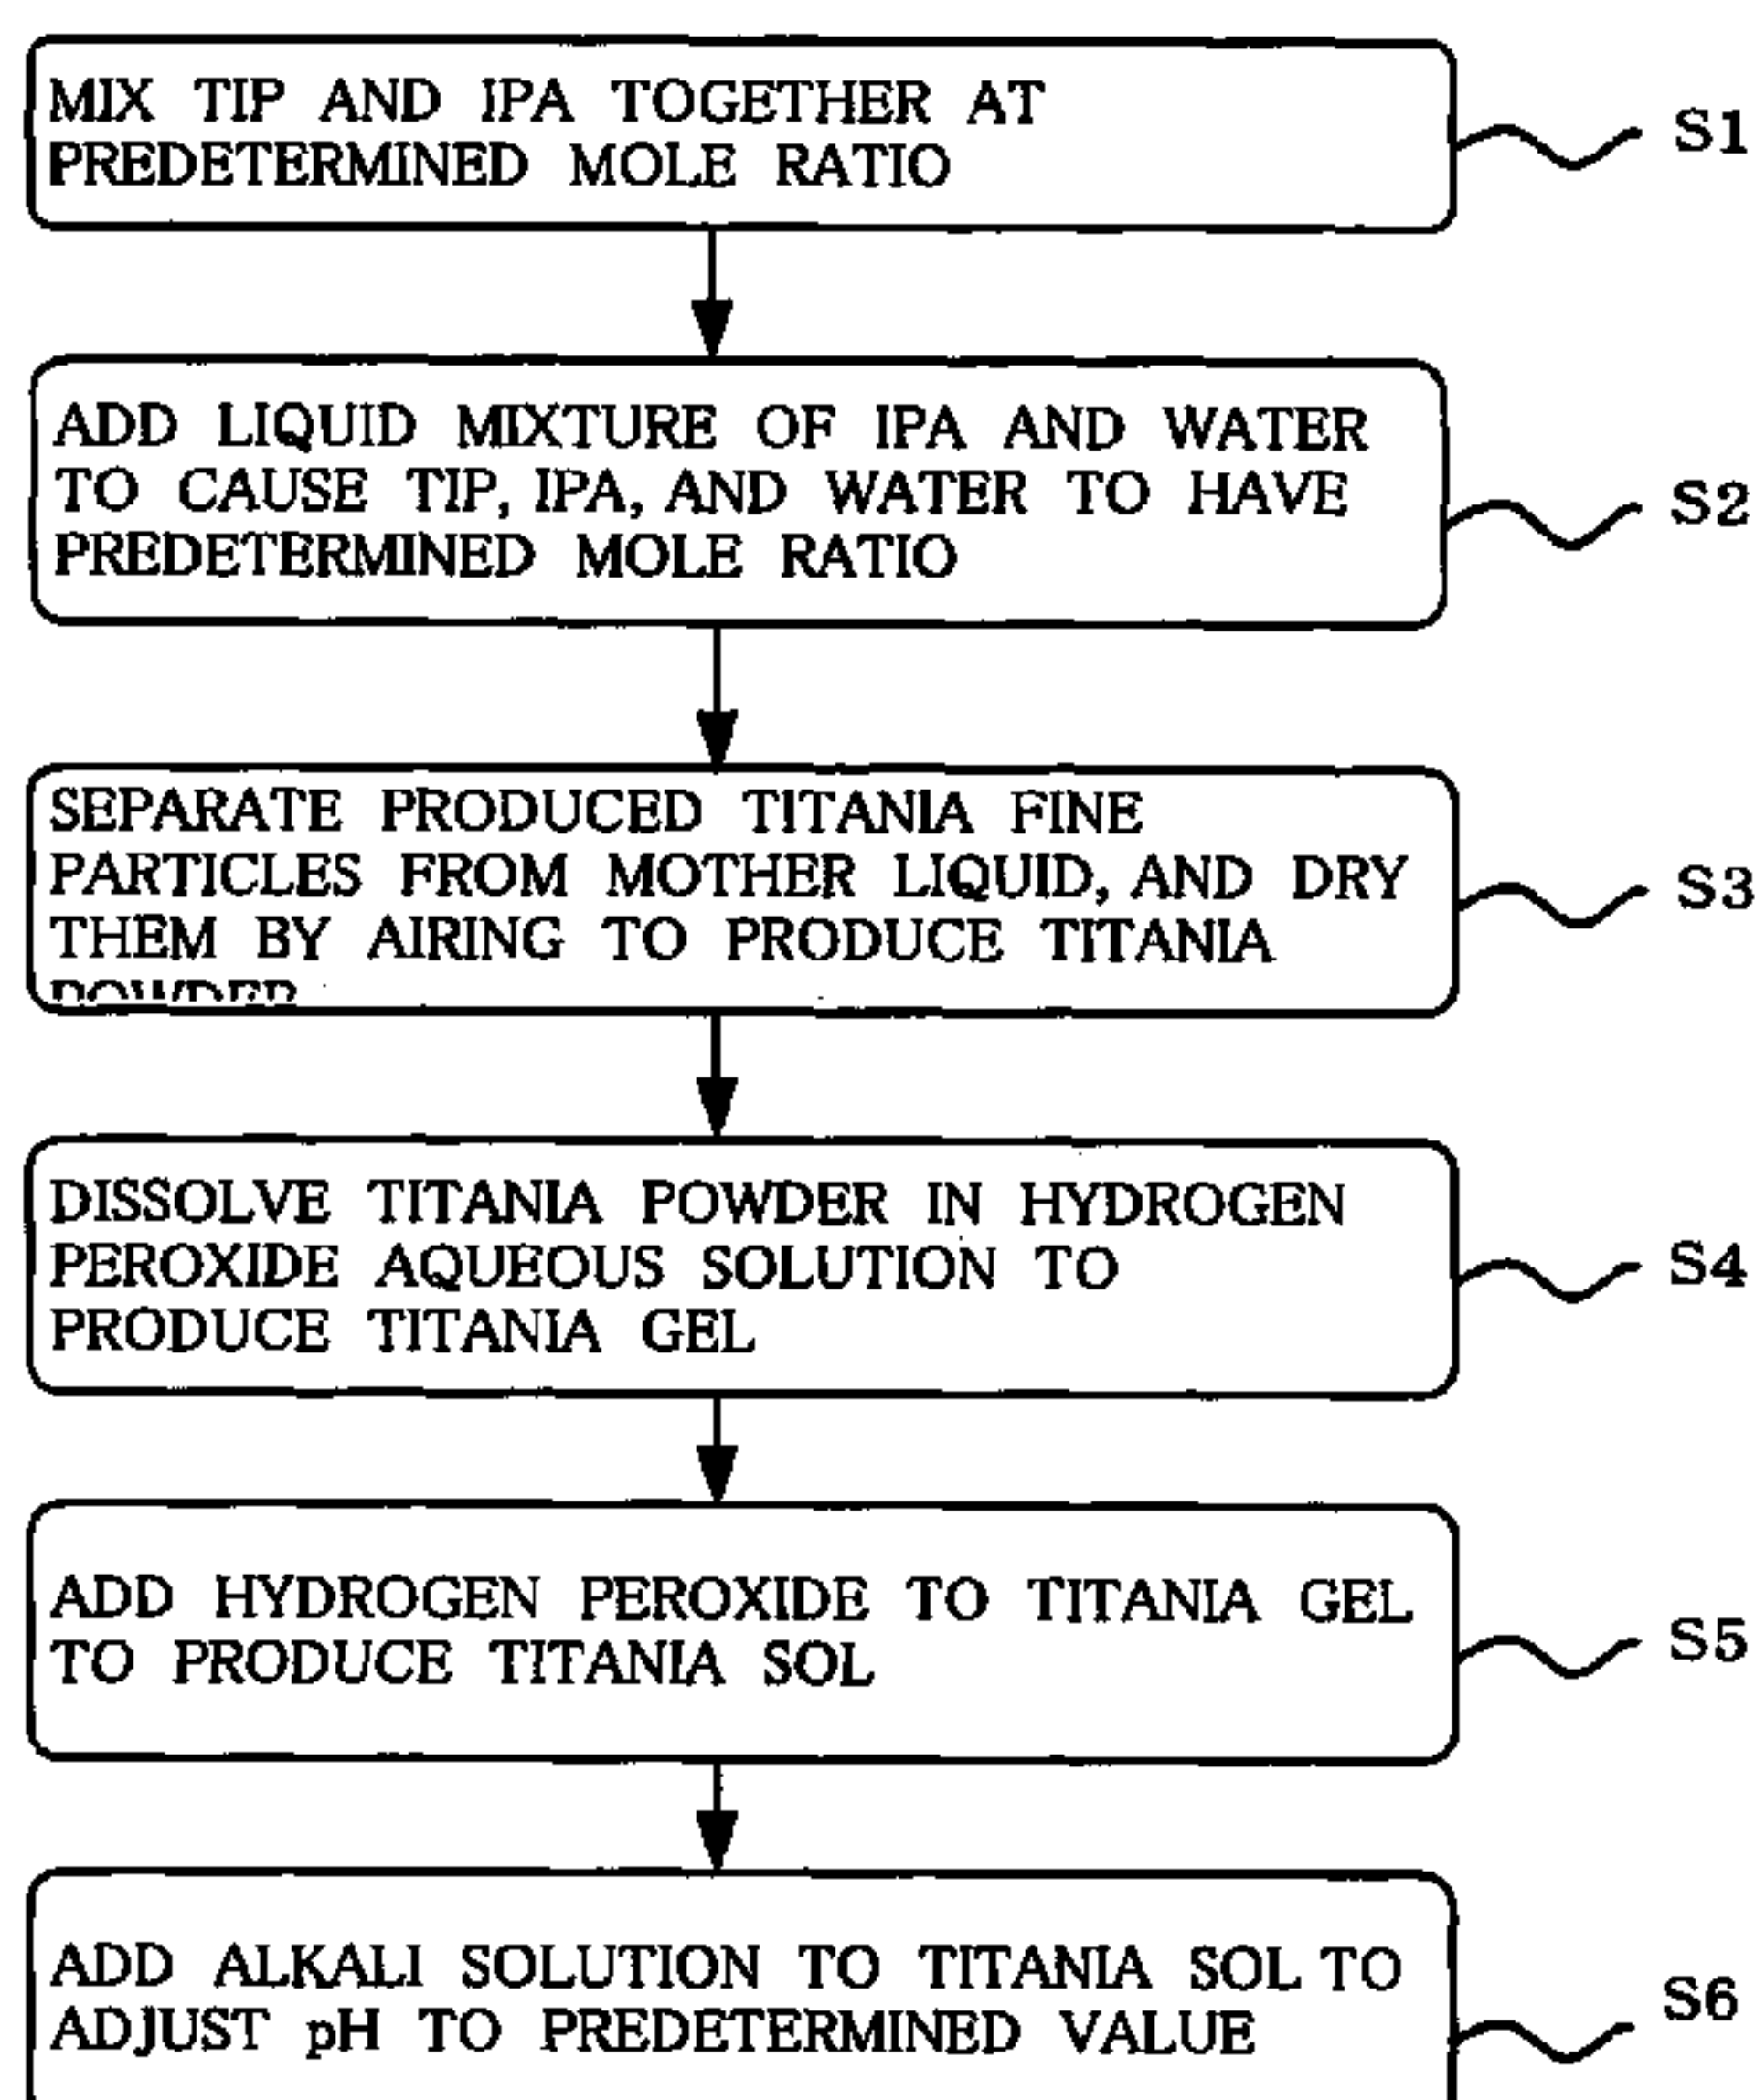 MIX TIP AND IPA TOGETHER AT
PREDETERMINED MOLE RATIO
S1
ADD LIQUID MIXTURE OF IPA AND WATER
TO CAUSE TIP, IPA, AND WATER TO HAVE
PREDETERMINED MOLE RATIO
S2
SEPARATE PRODUCED TITANIA FINE
PARTICLES FROM MOTHER LIQUID, AND DRY
THEM BY AIRING TO PRODUCE TITANIA
POWDER
S3
DISSOLVE TITANIA POWDER IN HYDROGEN
PEROXIDE AQUEOUS SOLUTION TO
PRODUCE TITANIA GEL
S4
ADD HYDROGEN PEROXIDE TO TITANIA GEL
TO PRODUCE TITANIA SOL
S5
ADD ALKALI SOLUTION TO TITANIA SOL TO
ADJUST pH TO PREDETERMINED VALUE
S6